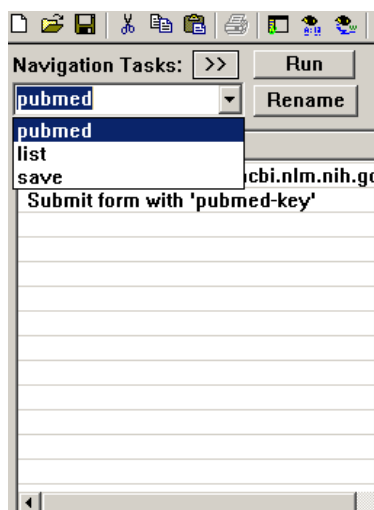 Navigation Tasks: >> Run
pubmed Rename
pubmed
list
save
cbi.nlm.nih.go
Submit form with 'pubmed-key'